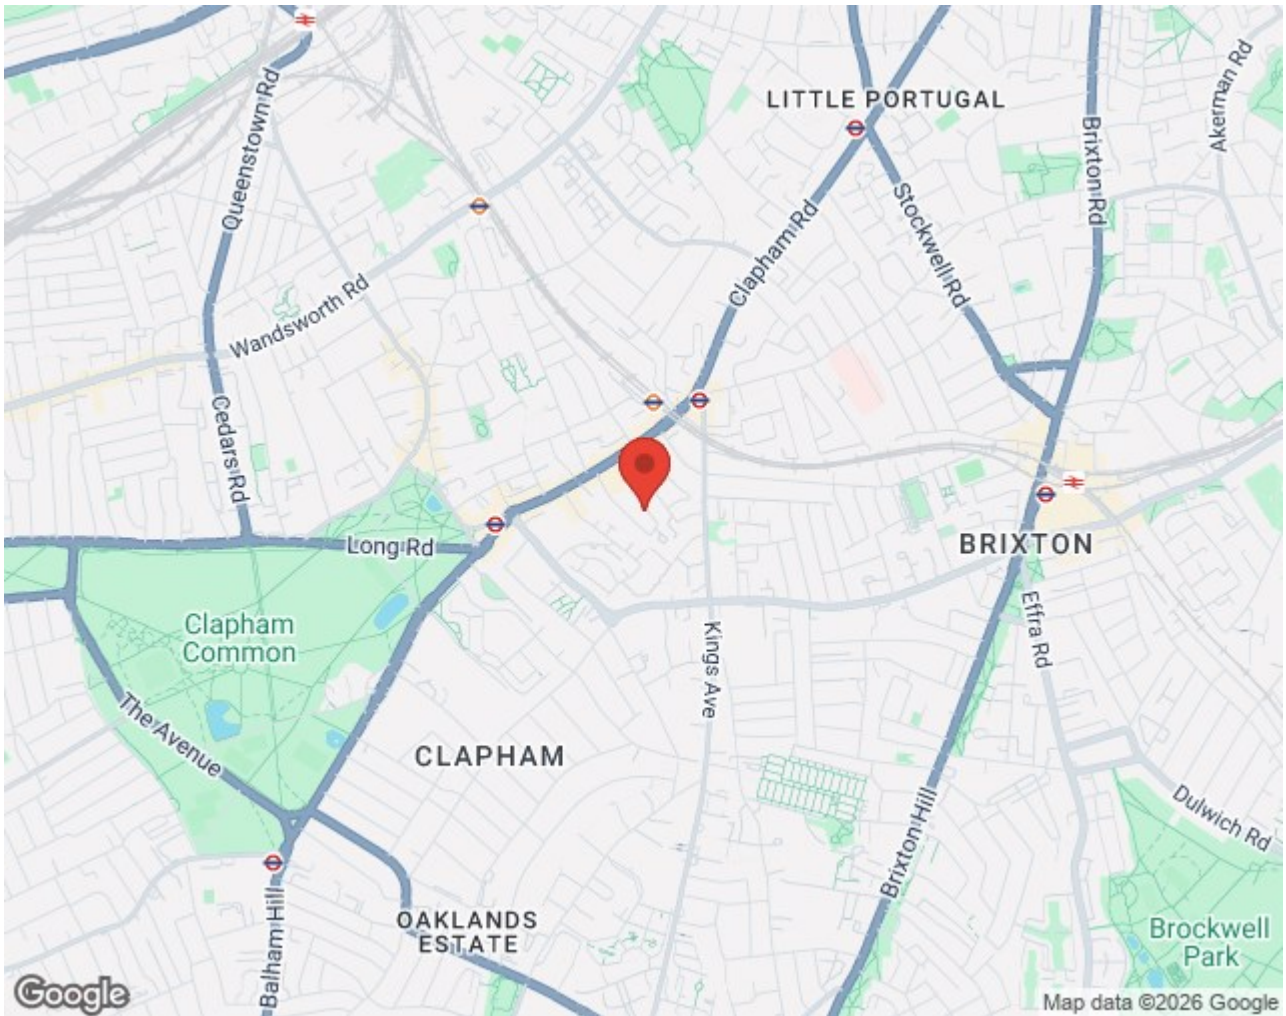 LITTLE PORTUGAL
Akerman Rd
Queenstown Rd
Brixton Rd
Stockwell Rd
Clapham Rd
Wandsworth Rd
Cedars Rd
Long Rd
BRIXTON
Effra Rd
Clapham
Common
Kings Ave
The Avenue
CLAPHAM
Dulwich Rd
Brixton Hill
OAKLANDS
ESTATE
Balham Hill
Brockwell
Park
Google
Map data ©2026 Google